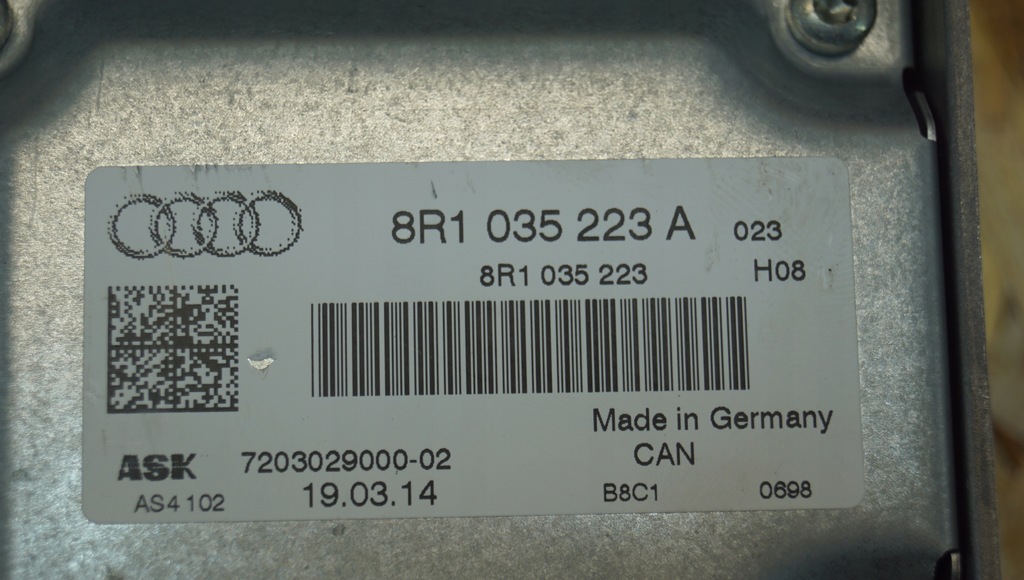 8R1 035 223 A 023
8R1 035 223 H08
Made in Germany
ASK 7203029000-02 CAN
AS4 102 19.03.14 B8C1 0698